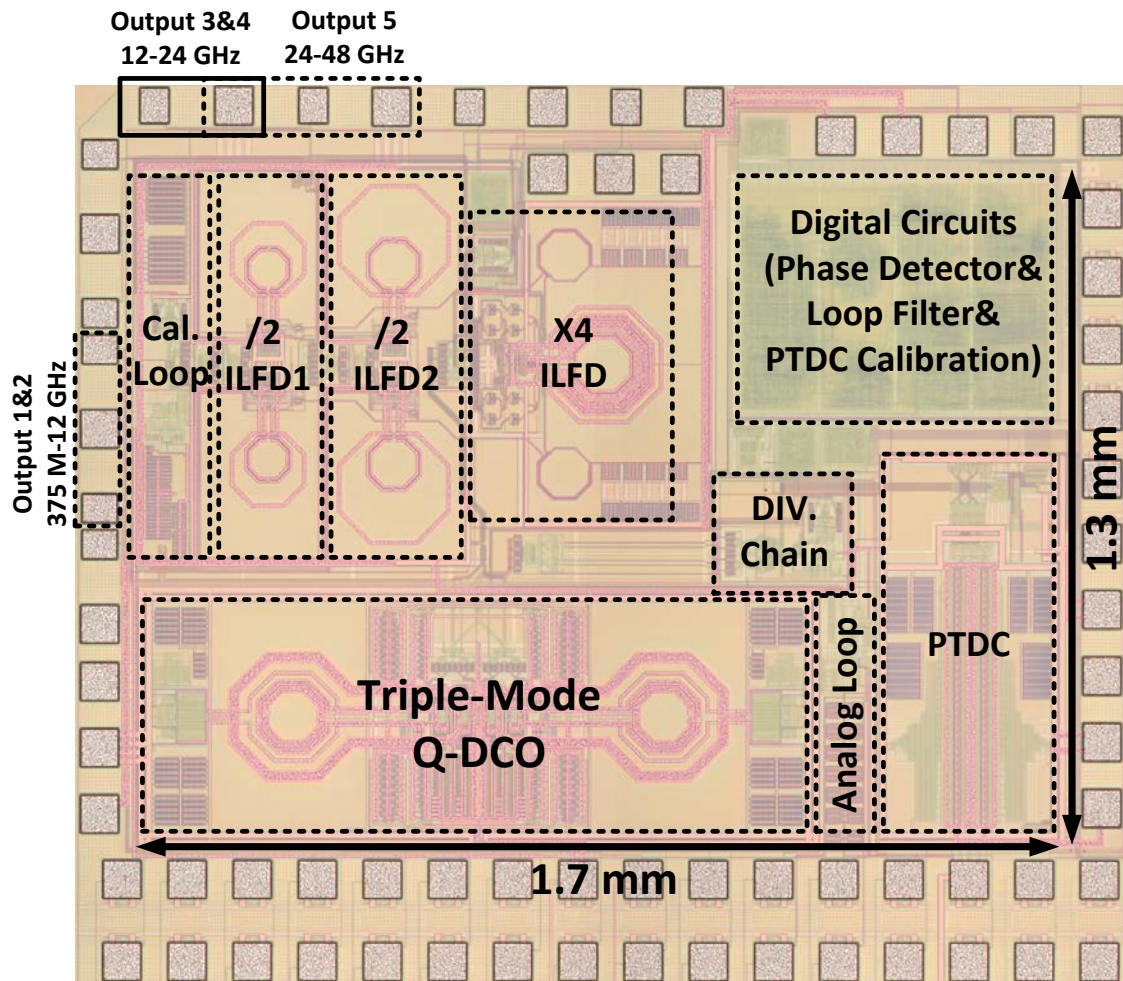 Output 3&4
12-24 GHz
Output 5
24-48 GHz
Output 1&2
375 M-12 GHz
Cal.
Loop
/2
ILFD1
/2
ILFD2
X4
ILFD
Digital Circuits
(Phase Detector&
Loop Filter&
PTDC Calibration)
1.3 mm
DIV.
Chain
PTDC
Analog Loop
Triple-Mode
Q-DCO
1.7 mm